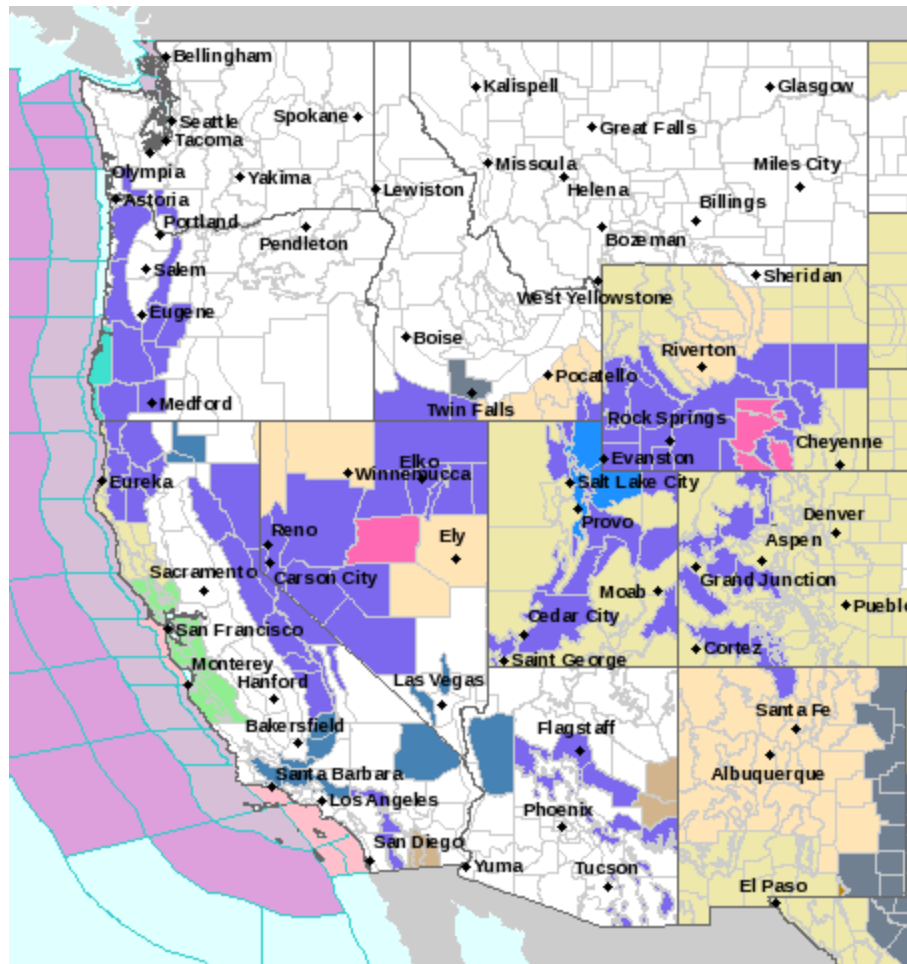 Bellingham
Kalispell
Glasgow
Seattle
Spokane
Great Falls
Tacoma
Olympia
Missoula
Miles City
Yakima
Lewiston
Helena
Astoria
Billings
Portland
Pendleton
Bozeman
Salem
Sheridan
West Yellowstone
Eugene
Boise
Riverton
Pocatello
Medford
Twin Falls
Rock Springs
Cheyenne
Elko
Evanston
Eureka
Winnemucca
Salt Lake City
Provo
Denver
Reno
Ely
Aspen
Sacramento
Carson City
Grand Junction
Moab
Pueblo
San Francisco
Cedar City
Cortez
Saint George
Monterey
Hanford
Las Vegas
Santa Fe
Bakersfield
Flagstaff
Albuquerque
Santa Barbara
Los Angeles
Phoenix
San Diego
Yuma
Tucson
El Paso